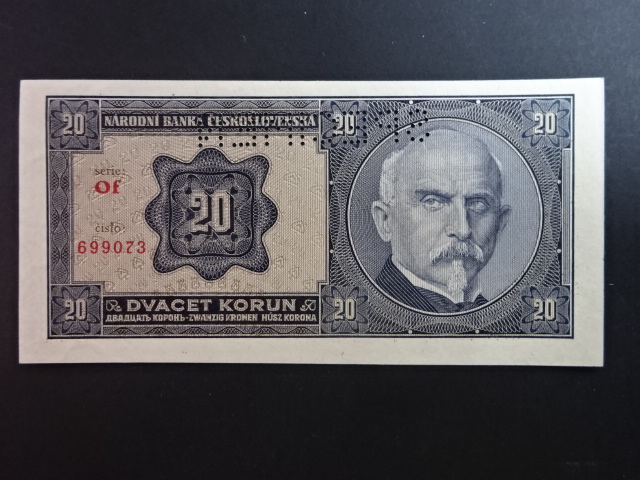 20 NÁRODNÍ BANKA ČESKOSLOVENSKÁ 20 20
serie:
Of
20
číslo:
699073
20 DVACET KORUN 20 20
ДВАДЦАТЬ КОРОНЪ-ZWANZIG KRONEN HÚSZ KORONA